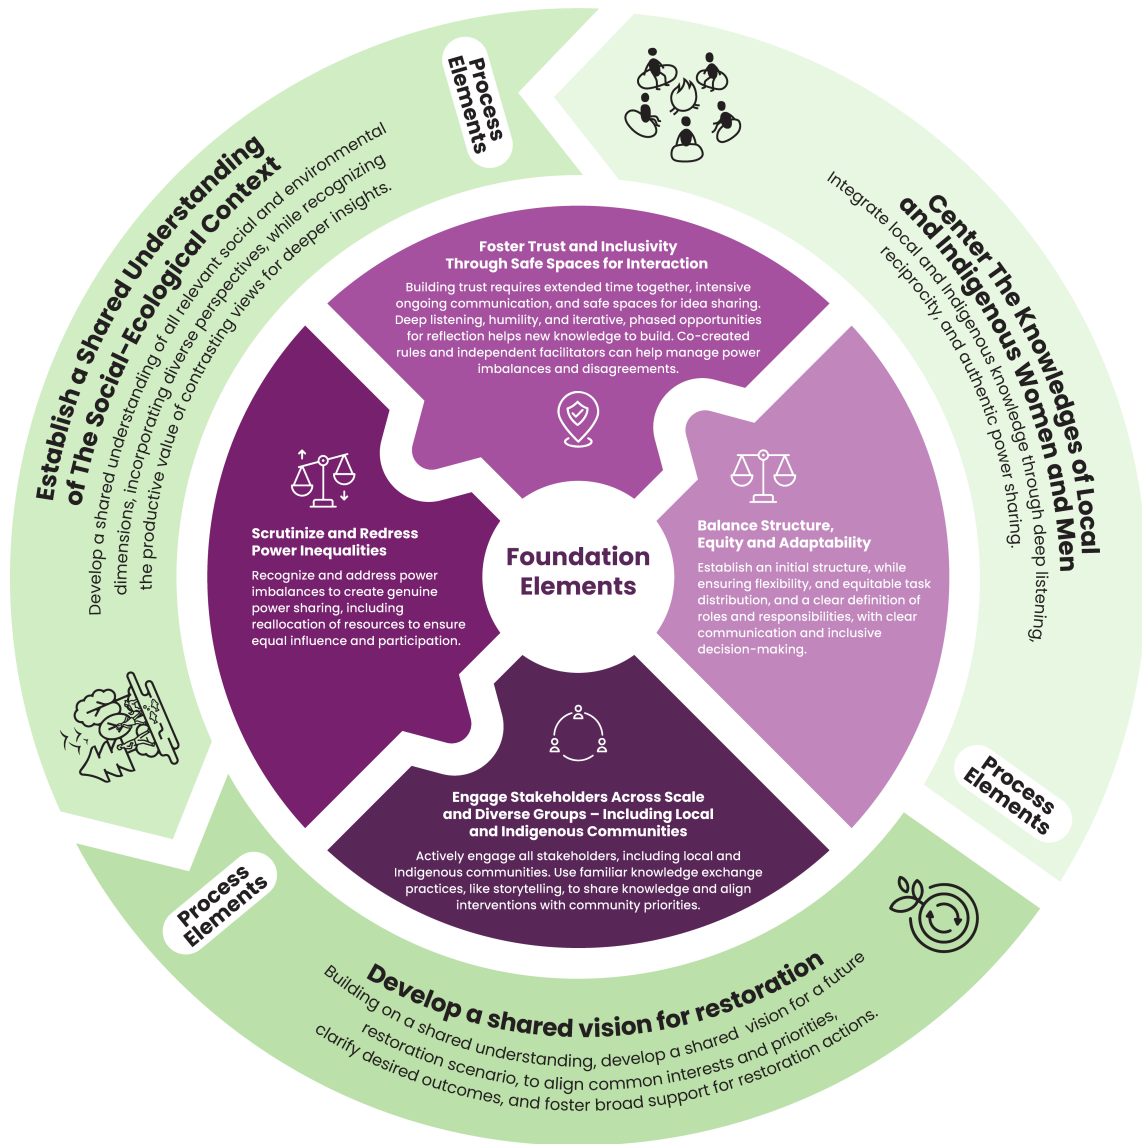 Process
Elements
Establish a Shared Understanding
of The Social-Ecological Context
Develop a shared understanding of all relevant social and environmental
dimensions, incorporating diverse perspectives, while recognizing
the productive value of contrasting views for deeper insights.
Center The Knowledges of Local
and Indigenous Women and Men
Integrate local and Indigenous knowledge through deep listening,
reciprocity, and authentic power sharing.
Process
Elements
Foster Trust and Inclusivity
Through Safe Spaces for Interaction
Building trust requires extended time together, intensive
ongoing communication, and safe spaces for idea sharing.
Deep listening, humility, and iterative, phased opportunities
for reflection helps new knowledge to build. Co-created
rules and independent facilitators can help manage power
imbalances and disagreements.
Scrutinize and Redress
Power Inequalities
Recognize and address power
imbalances to create genuine
power sharing, including
reallocation of resources to ensure
equal influence and participation.
Foundation
Elements
Balance Structure,
Equity and Adaptability
Establish an initial structure, while
ensuring flexibility, and equitable task
distribution, and a clear definition of
roles and responsibilities, with clear
communication and inclusive
decision-making.
Engage Stakeholders Across Scale
and Diverse Groups – Including Local
and Indigenous Communities
Actively engage all stakeholders, including local and
Indigenous communities. Use familiar knowledge exchange
practices, like storytelling, to share knowledge and align
interventions with community priorities.
Process
Elements
Develop a shared vision for restoration
Building on a shared understanding, develop a shared vision for a future
restoration scenario, to align common interests and priorities,
clarify desired outcomes, and foster broad support for restoration actions.